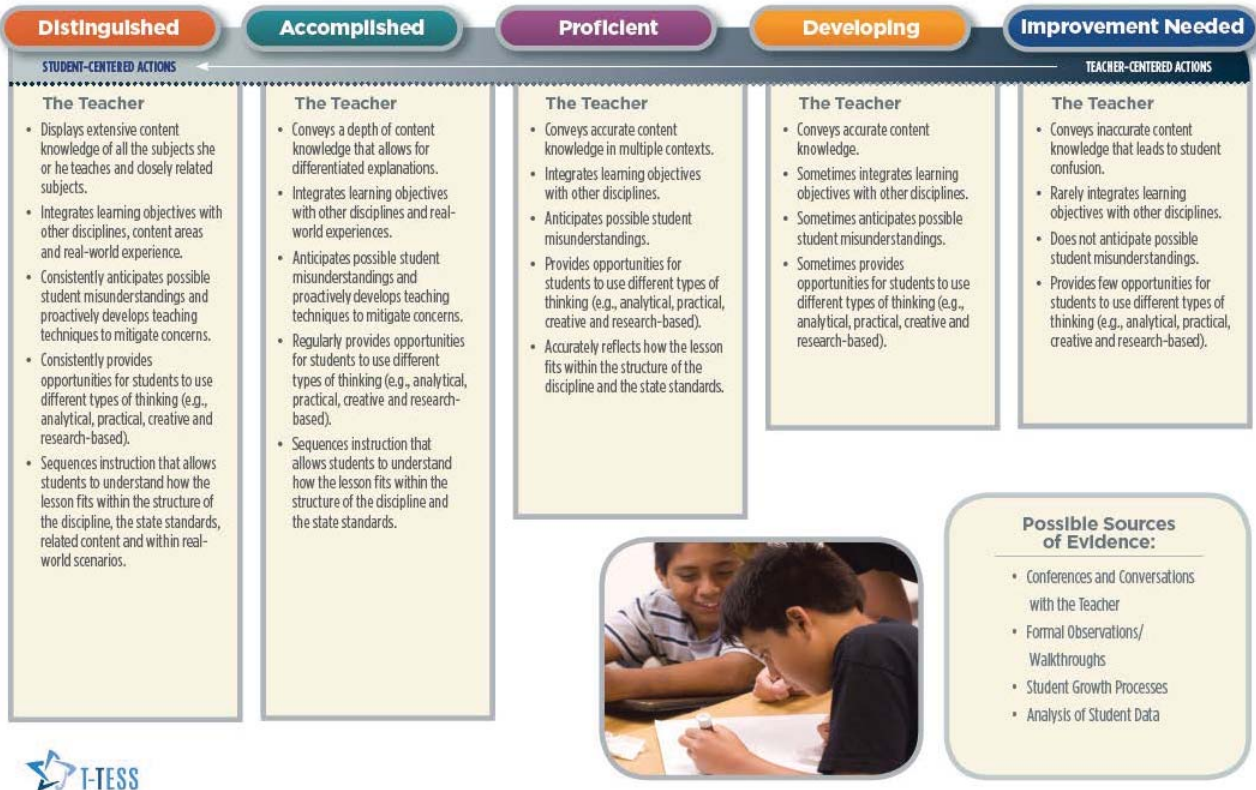 Distinguished
Accomplished
Proficient
Developing
Improvement Needed
STUDENT-CENTERED ACTIONS
TEACHER-CENTERED ACTIONS
The Teacher
• Displays extensive content
knowledge of all the subjects she
or he teaches and closely related
subjects.
• Integrates learning objectives with
other disciplines, content areas
and real-world experience.
• Consistently anticipates possible
student misunderstandings and
proactively develops teaching
techniques to mitigate concerns.
• Consistently provides
opportunities for students to use
different types of thinking (e.g.,
analytical, practical, creative and
research-based).
• Sequences instruction that allows
students to understand how the
lesson fits within the structure of
the discipline, the state standards,
related content and within real-
world scenarios.
The Teacher
• Conveys a depth of content
knowledge that allows for
differentiated explanations.
• Integrates learning objectives
with other disciplines and real-
world experiences.
• Anticipates possible student
misunderstandings and
proactively develops teaching
techniques to mitigate concerns.
• Regularly provides opportunities
for students to use different
types of thinking (e.g., analytical,
practical, creative and research-
based).
• Sequences instruction that
allows students to understand
how the lesson fits within the
structure of the discipline and
the state standards.
The Teacher
• Conveys accurate content
knowledge in multiple contexts.
• Integrates learning objectives
with other disciplines.
• Anticipates possible student
misunderstandings.
• Provides opportunities for
students to use different types of
thinking (e.g., analytical, practical,
creative and research-based).
• Accurately reflects how the lesson
fits within the structure of the
discipline and the state standards.
The Teacher
• Conveys accurate content
knowledge.
• Sometimes integrates learning
objectives with other disciplines.
• Sometimes anticipates possible
student misunderstandings.
• Sometimes provides
opportunities for students to use
different types of thinking (e.g.,
analytical, practical, creative and
research-based).
The Teacher
• Conveys inaccurate content
knowledge that leads to student
confusion.
• Rarely integrates learning
objectives with other disciplines.
• Does not anticipate possible
student misunderstandings.
• Provides few opportunities for
students to use different types of
thinking (e.g., analytical, practical,
creative and research-based).
Possible Sources
of Evidence:
• Conferences and Conversations
with the Teacher
• Formal Observations/
Walkthroughs
• Student Growth Processes
• Analysis of Student Data
T-TESS